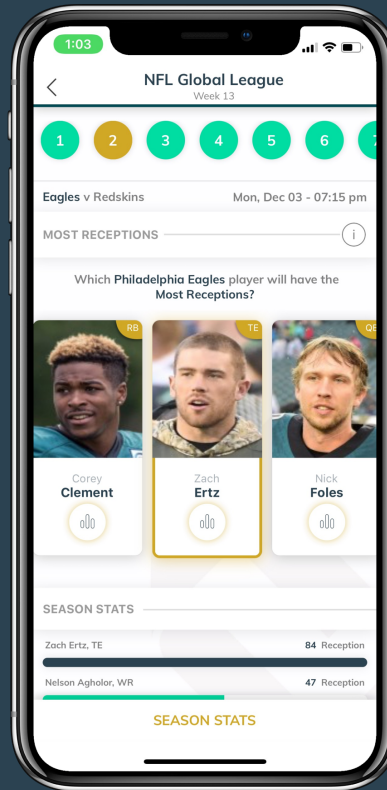 1:03
NFL Global League
Week 13
1 2 3 4 5 6 7
Eagles v Redskins Mon, Dec 03 - 07:15 pm
MOST RECEPTIONS i
Which Philadelphia Eagles player will have the
Most Receptions?
RB TE QB
Corey Zach Nick
Clement Ertz Foles
SEASON STATS
Zach Ertz, TE 84 Reception
Nelson Agholor, WR 47 Reception
SEASON STATS